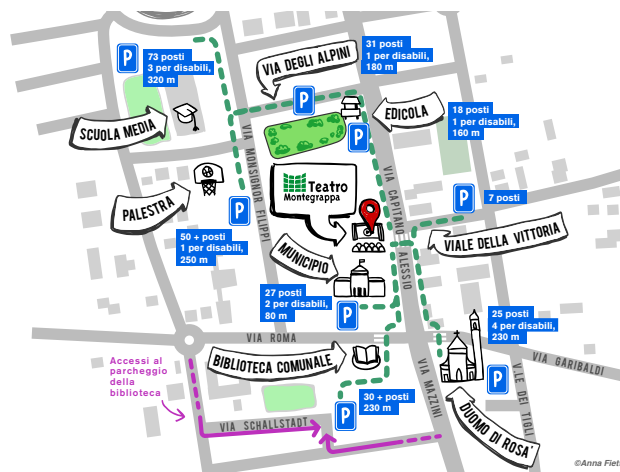 P
73 posti
3 per disabili,
320 m
VIA DEGLI ALPINI
31 posti
1 per disabili,
180 m
P
P
EDICOLA
18 posti
1 per disabili,
160 m
SCUOLA MEDIA
VIA MONSIGNOR FILIPPI
VIA CAPITANO
ALESSIO
Teatro
Montegrappa
PALESTRA
P
P
7 posti
VIALE DELLA VITTORIA
50 + posti
1 per disabili,
250 m
MUNICIPIO
27 posti
2 per disabili,
80 m
P
25 posti
4 per disabili,
230 m
VIA ROMA
VIA GARIBALDI
Accessi al
parcheggio
della
biblioteca
BIBLIOTECA COMUNALE
P
30 + posti
230 m
P
VIA MAZZINI
V.LE DEI TIGLI
VIA SCHALLSTADT
DUOMO DI ROSA'
©Anna Fiet